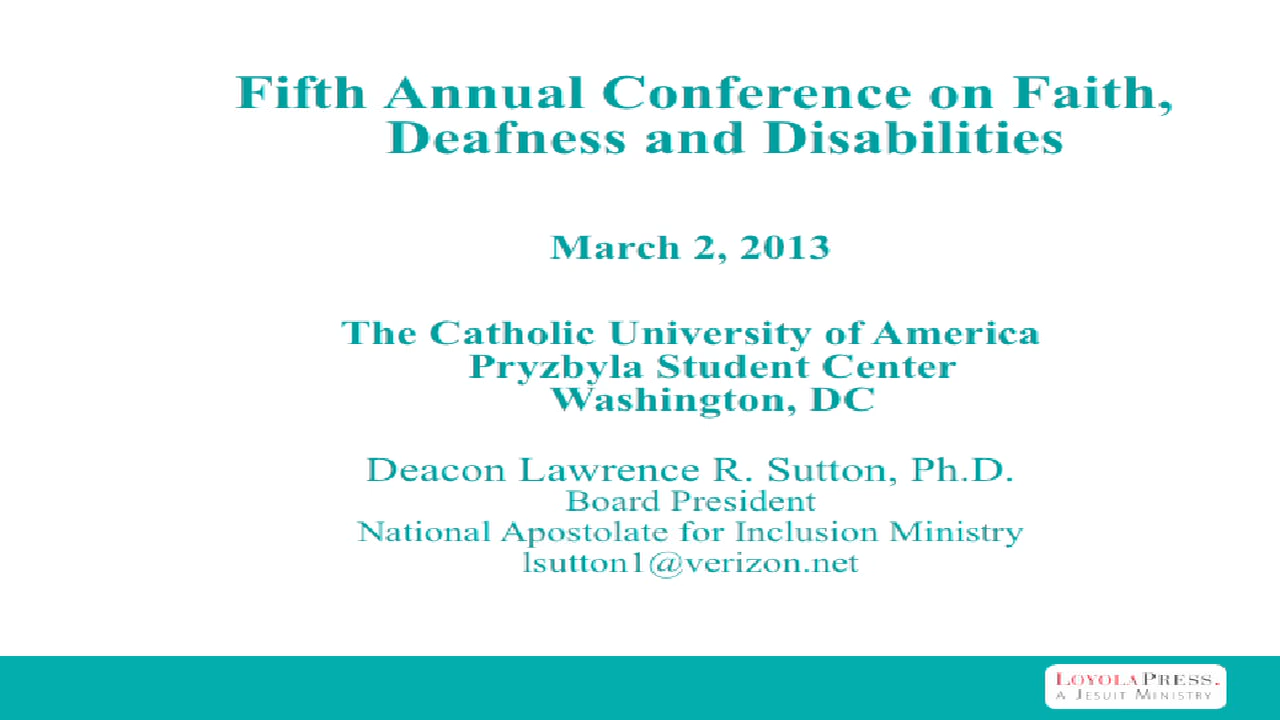 Fifth Annual Conference on Faith,
Deafness and Disabilities
March 2, 2013
The Catholic University of America
Pryzbyla Student Center
Washington, DC
Deacon Lawrence R. Sutton, Ph.D.
Board President
National Apostolate for Inclusion Ministry
lsutton1@verizon.net
LOYOLAPRESS.
A JESUIT MINISTRY